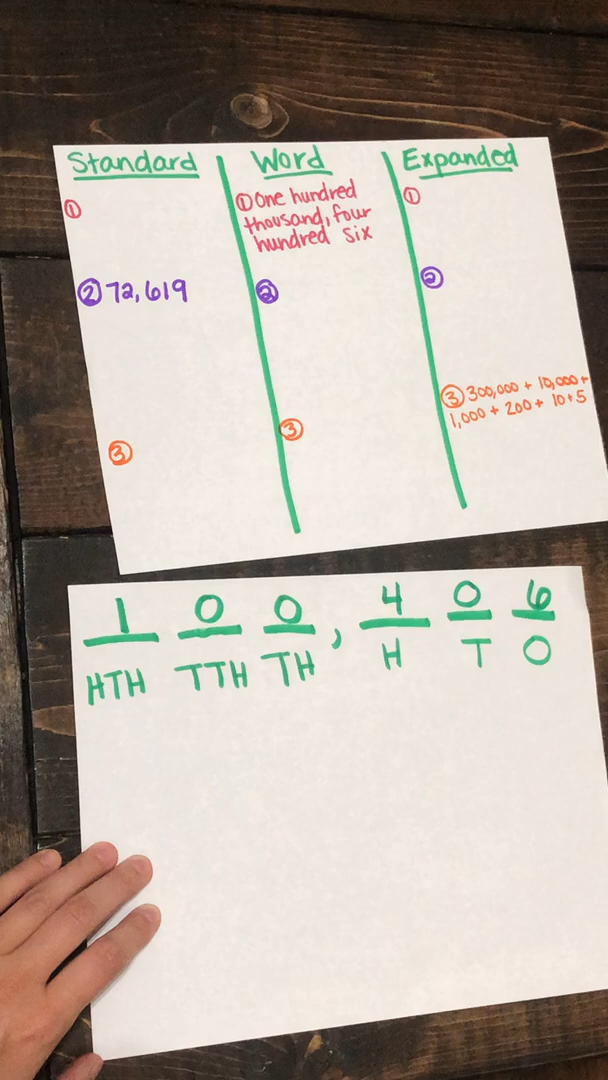 Standard
①
② 72,619
③
Word
① One hundred
thousand, four
hundred six
②
③
Expanded
①
②
③ 300,000 + 10,000 +
1,000 + 200 + 10 + 5
1 0 0 , 4 0 6
HTH TTH TH H T O